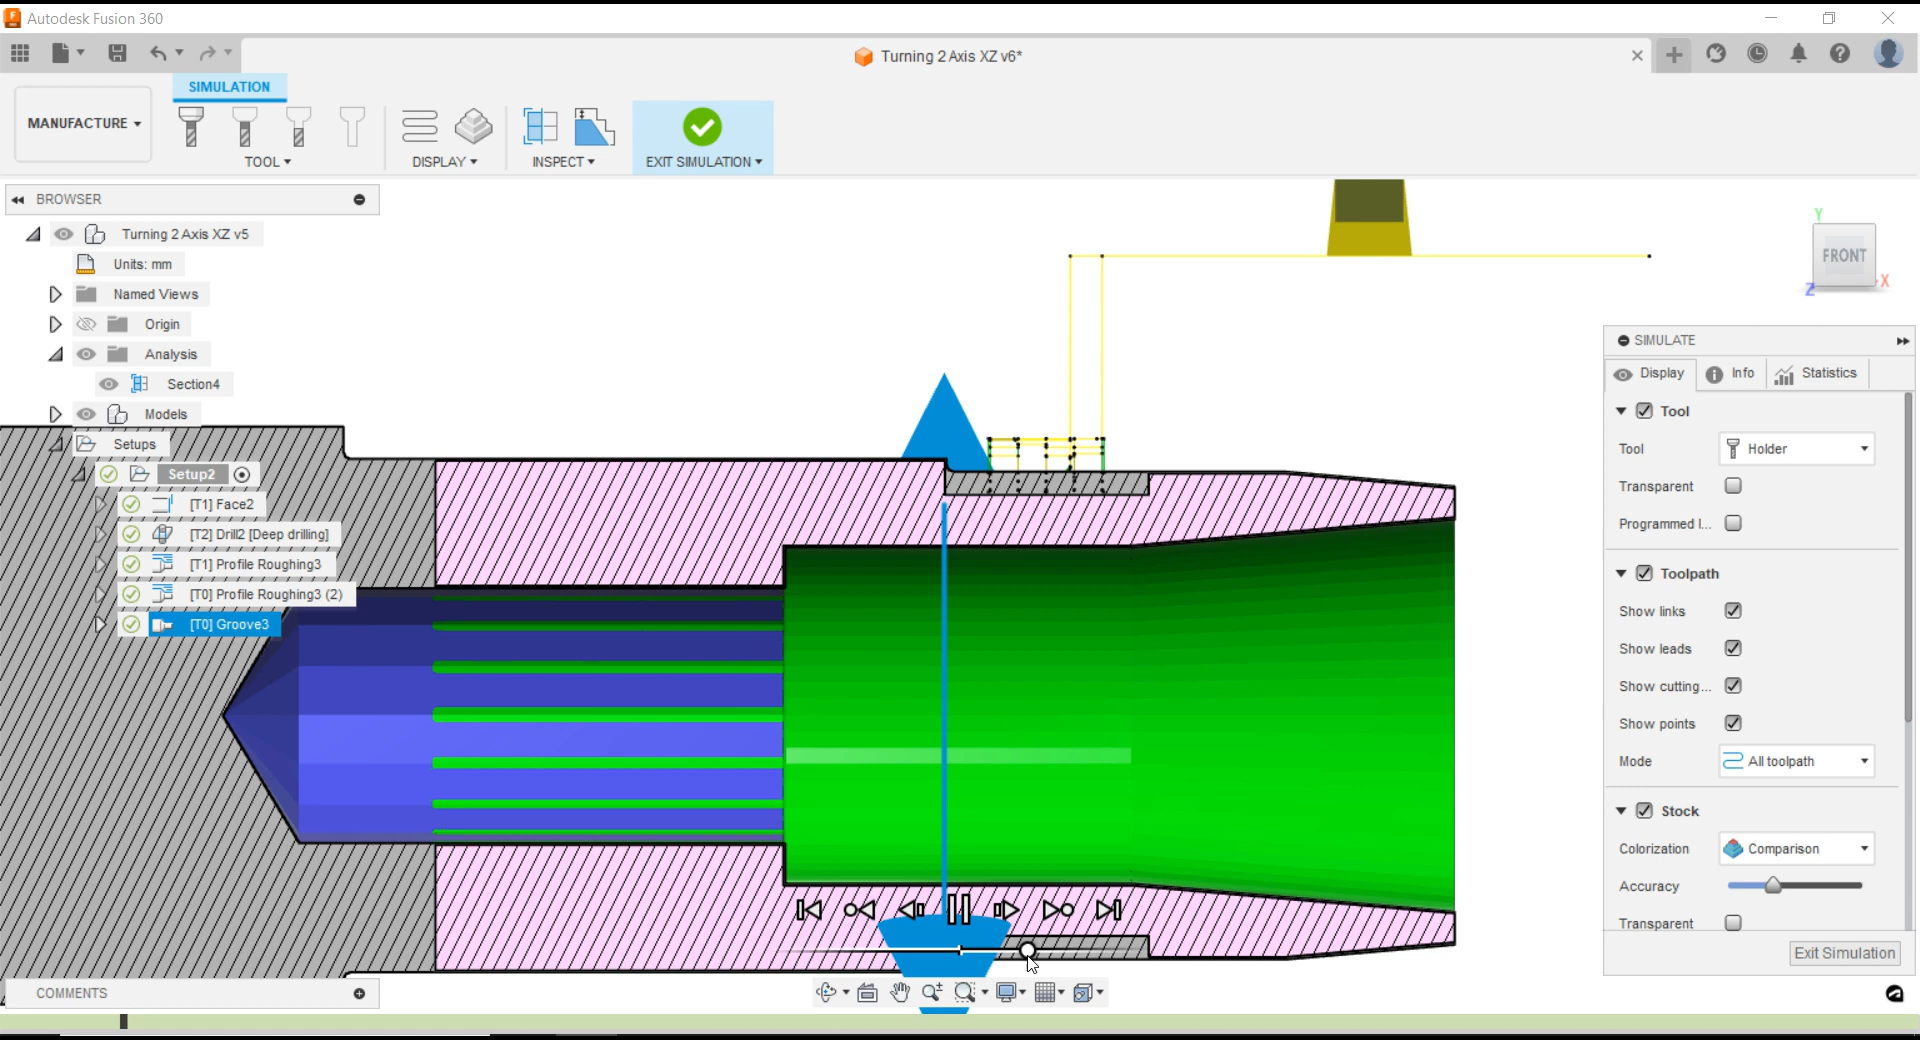 Autodesk Fusion 360
Turning 2 Axis XZ v6*
SIMULATION
MANUFACTURE
TOOL
DISPLAY
INSPECT
EXIT SIMULATION
BROWSER
Turning 2 Axis XZ v5
Units: mm
Named Views
Origin
Analysis
Section4
Models
Setups
Setup2
[T1] Face2
[T2] Drill2 [Deep drilling]
[T1] Profile Roughing3
[T0] Profile Roughing3 (2)
[T0] Groove3
COMMENTS
Y
FRONT
X
Z
SIMULATE
Display
Info
Statistics
Tool
Tool
Holder
Transparent
Programmed l...
Toolpath
Show links
Show leads
Show cutting...
Show points
Mode
All toolpath
Stock
Colorization
Comparison
Accuracy
Transparent
Exit Simulation